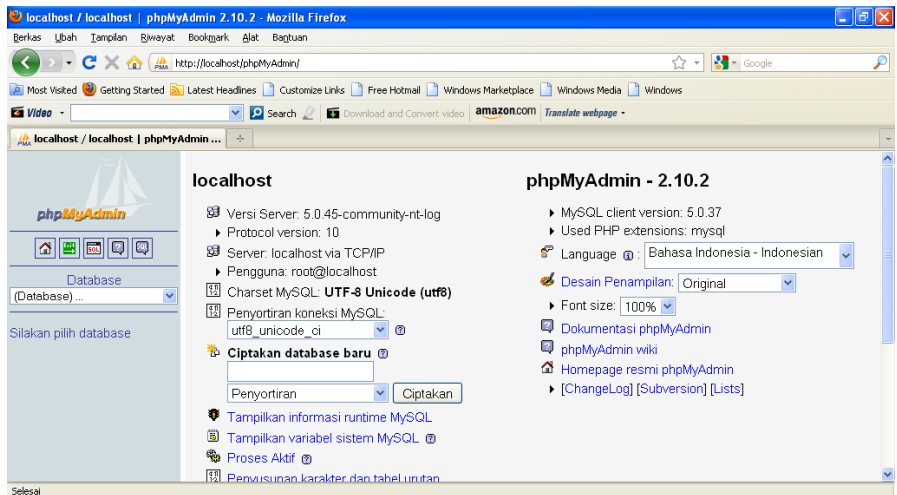 localhost / localhost | phpMyAdmin 2.10.2 - Mozilla Firefox
Berkas Ubah Tampilan Riwayat Bookmark Alat Bantuan
http://localhost/phpMyAdmin/ Google
Most Visited Getting Started Latest Headlines Customize Links Free Hotmail Windows Marketplace Windows Media Windows
Video Search Download and Convert video amazon.com Translate webpage
localhost / localhost | phpMyAdmin ...
phpMyAdmin
SQL
Database
(Database) ...
Silakan pilih database
localhost
Versi Server: 5.0.45-community-nt-log
Protocol version: 10
Server: localhost via TCP/IP
Pengguna: root@localhost
Charset MySQL: UTF-8 Unicode (utf8)
Penyortiran koneksi MySQL:
utf8_unicode_ci
Ciptakan database baru
Penyortiran Ciptakan
Tampilkan informasi runtime MySQL
Tampilkan variabel sistem MySQL
Proses Aktif
Penyusunan karakter dan tabel urutan
phpMyAdmin - 2.10.2
MySQL client version: 5.0.37
Used PHP extensions: mysql
Language : Bahasa Indonesia - Indonesian
Desain Penampilan: Original
Font size: 100%
Dokumentasi phpMyAdmin
phpMyAdmin wiki
Homepage resmi phpMyAdmin
[ChangeLog] [Subversion] [Lists]
Selesai